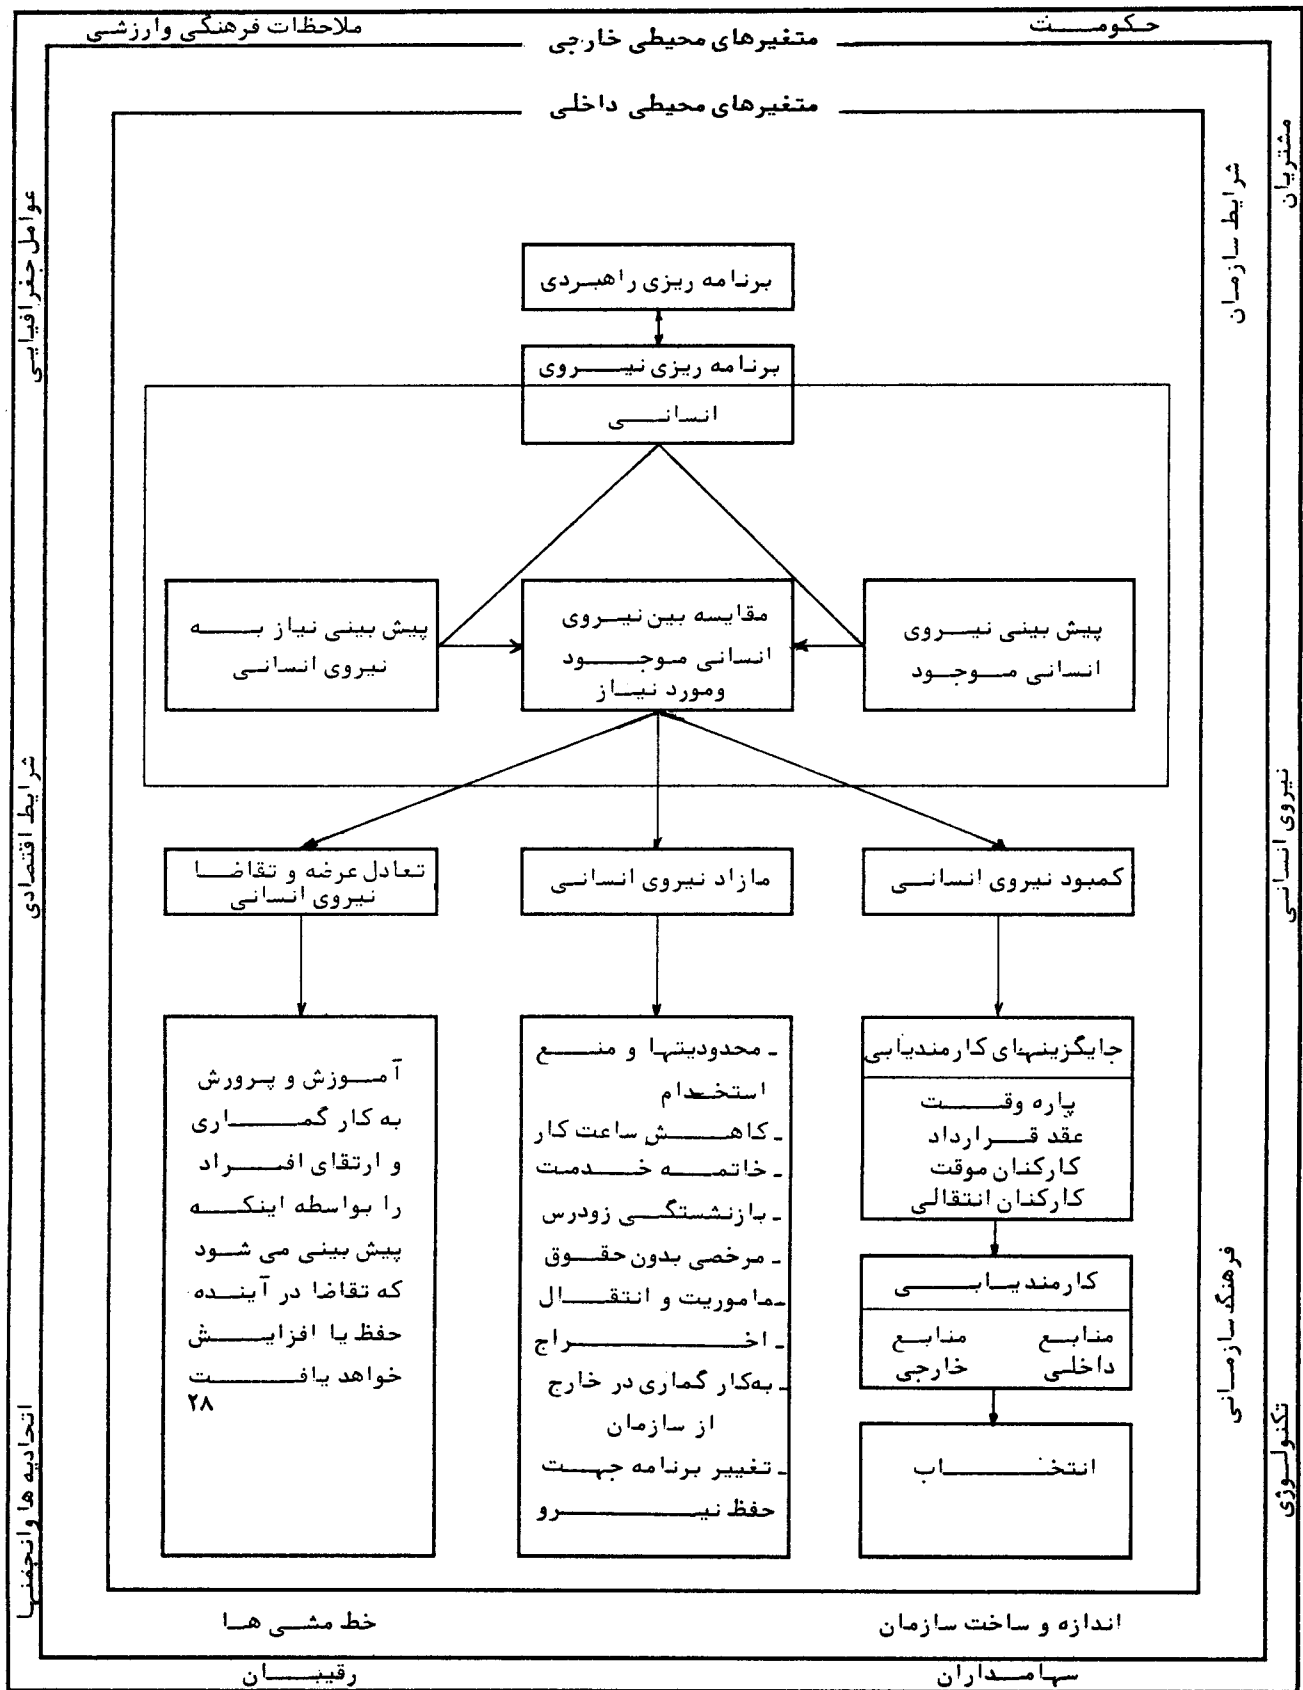 حکومت
ملاحظات فرهنگی وارزشی
متغیرهای محیطی خارجی
متغیرهای محیطی داخلی
مشتریان
نیروی انسانی
تکنولوژی
شرایط سازمان
فرهنگ سازمانی
برنامه ریزی راهبردی
برنامه ریزی نیروی
انسانی
پیش بینی نیروی
انسانی موجود
مقایسه بین نیروی
انسانی موجود
ومورد نیاز
پیش بینی نیاز به
نیروی انسانی
کمبود نیروی انسانی
مازاد نیروی انسانی
تعادل عرضه و تقاضا
نیروی انسانی
جایگزینهای کارمندیابی
پاره وقت
عقد قرارداد
کارکنان موقت
کارکنان انتقالی
کارمندیابی
منابع
داخلی
منابع
خارجی
انتخاب
- محدودیتها و منع
استخدام
- کاهش ساعت کار
- خاتمه خدمت
- بازنشستگی زودرس
- مرخصی بدون حقوق
- ماموریت و انتقال
- اخراج
- به‌کار گماری در خارج
از سازمان
- تغییر برنامه جهت
حفظ نیرو
آموزش و پرورش
به کار گماری
و ارتقای افراد
را بواسطه اینکه
پیش بینی می شود
که تقاضا در آینده
حفظ یا افزایش
خواهد یافت
۲۸
عوامل جغرافیایی
شرایط اقتصادی
اتحادیه ها وانجمنها
اندازه و ساخت سازمان
خط مشی ها
سهامداران
رقیبان